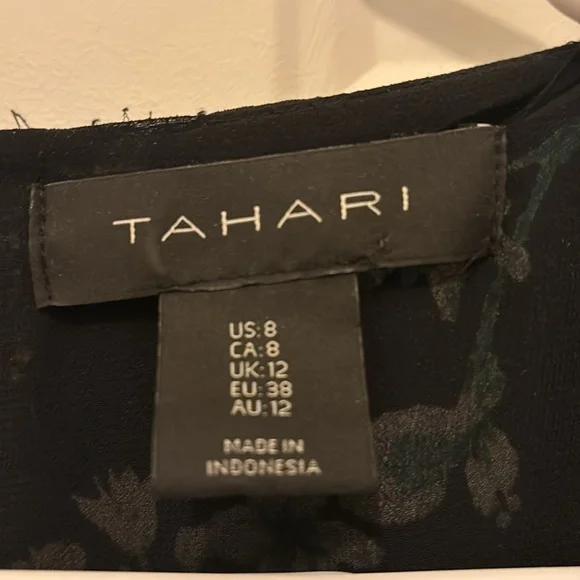 TAHARI
US:8
CA:8
UK:12
EU:38
AU:12
MADE IN
INDONESIA